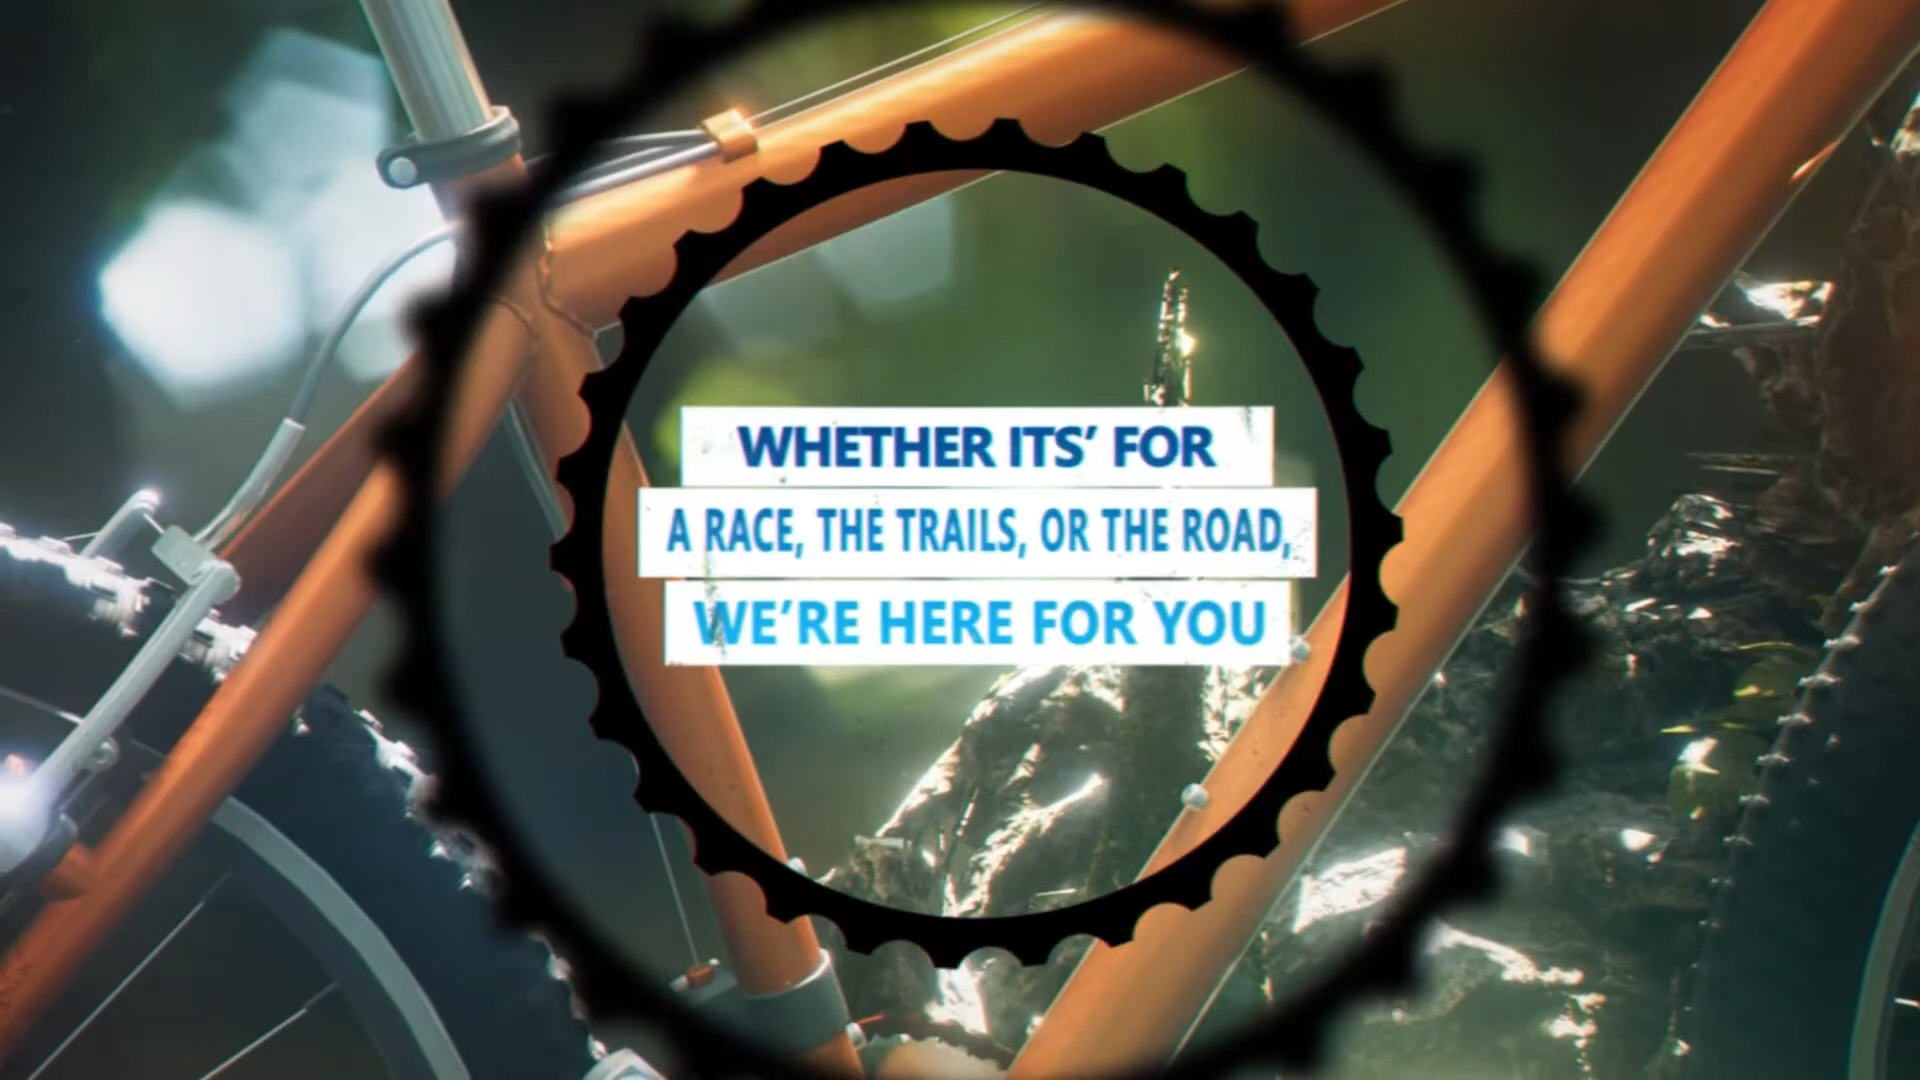 WHETHER ITS’ FOR
A RACE, THE TRAILS, OR THE ROAD,
WE’RE HERE FOR YOU